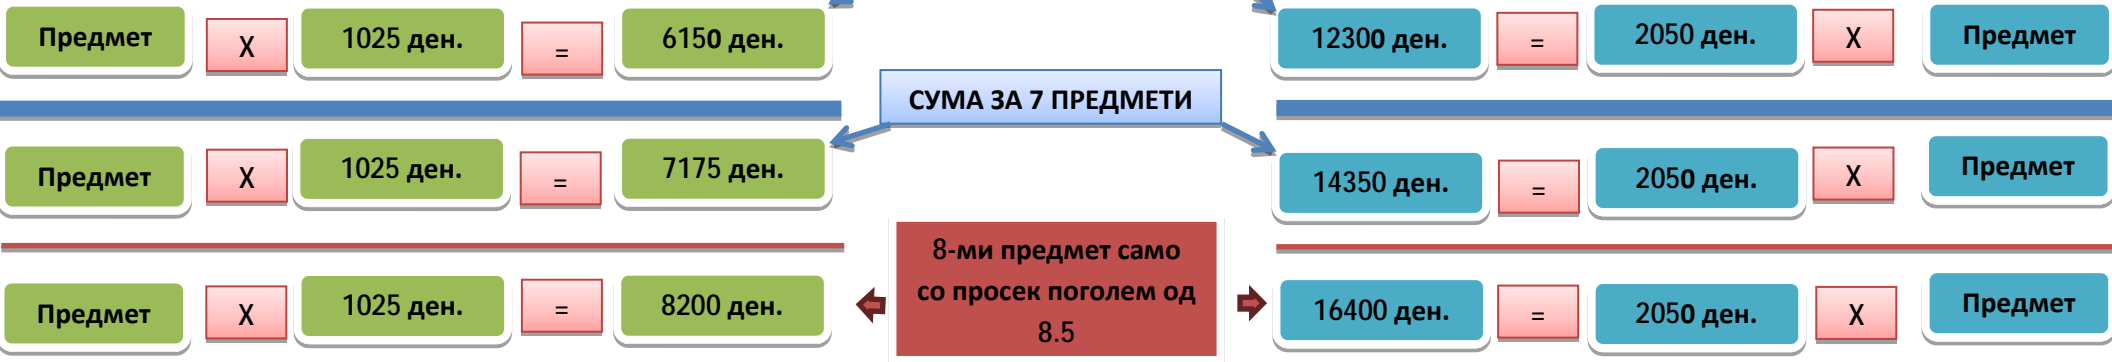 Предмет X 1025 ден. = 6150 ден.
12300 ден. = 2050 ден. X Предмет
СУМА ЗА 7 ПРЕДМЕТИ
Предмет X 1025 ден. = 7175 ден.
14350 ден. = 2050 ден. X Предмет
8-ми предмет само
со просек поголем од
8.5
Предмет X 1025 ден. = 8200 ден.
16400 ден. = 2050 ден. X Предмет